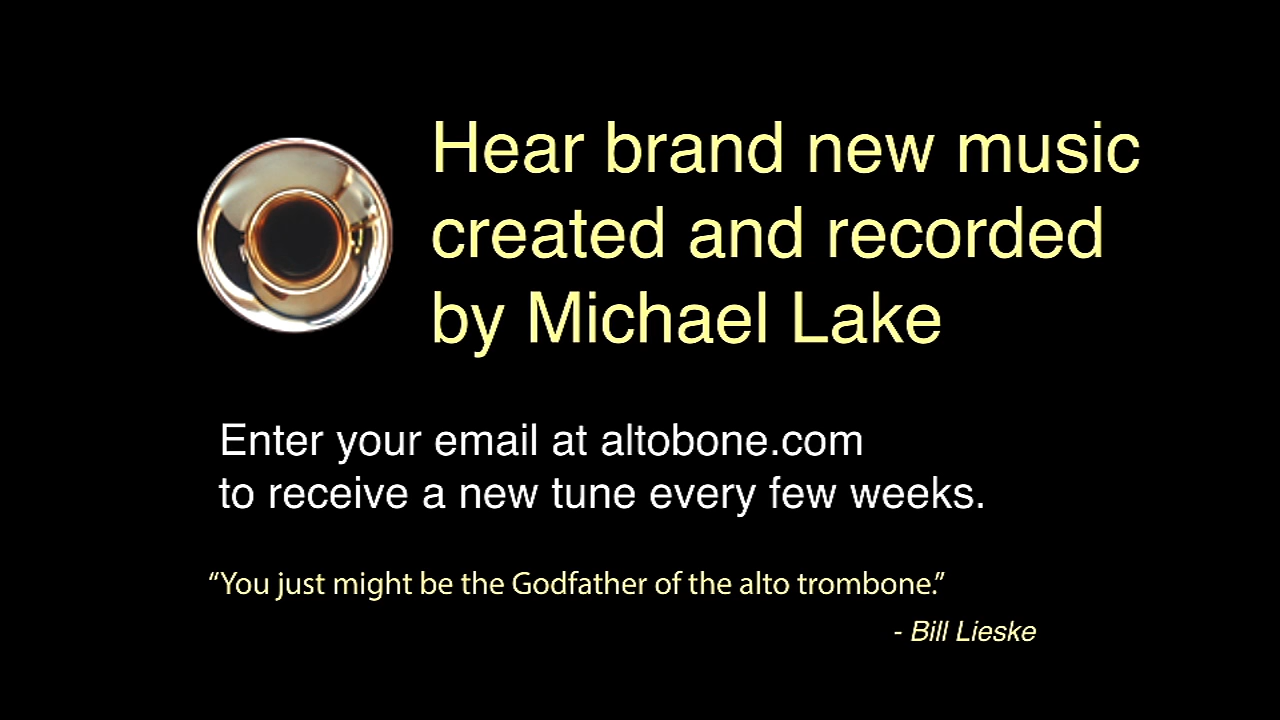 Hear brand new music
created and recorded
by Michael Lake
Enter your email at altobone.com
to receive a new tune every few weeks.
“You just might be the Godfather of the alto trombone.”
- Bill Lieske